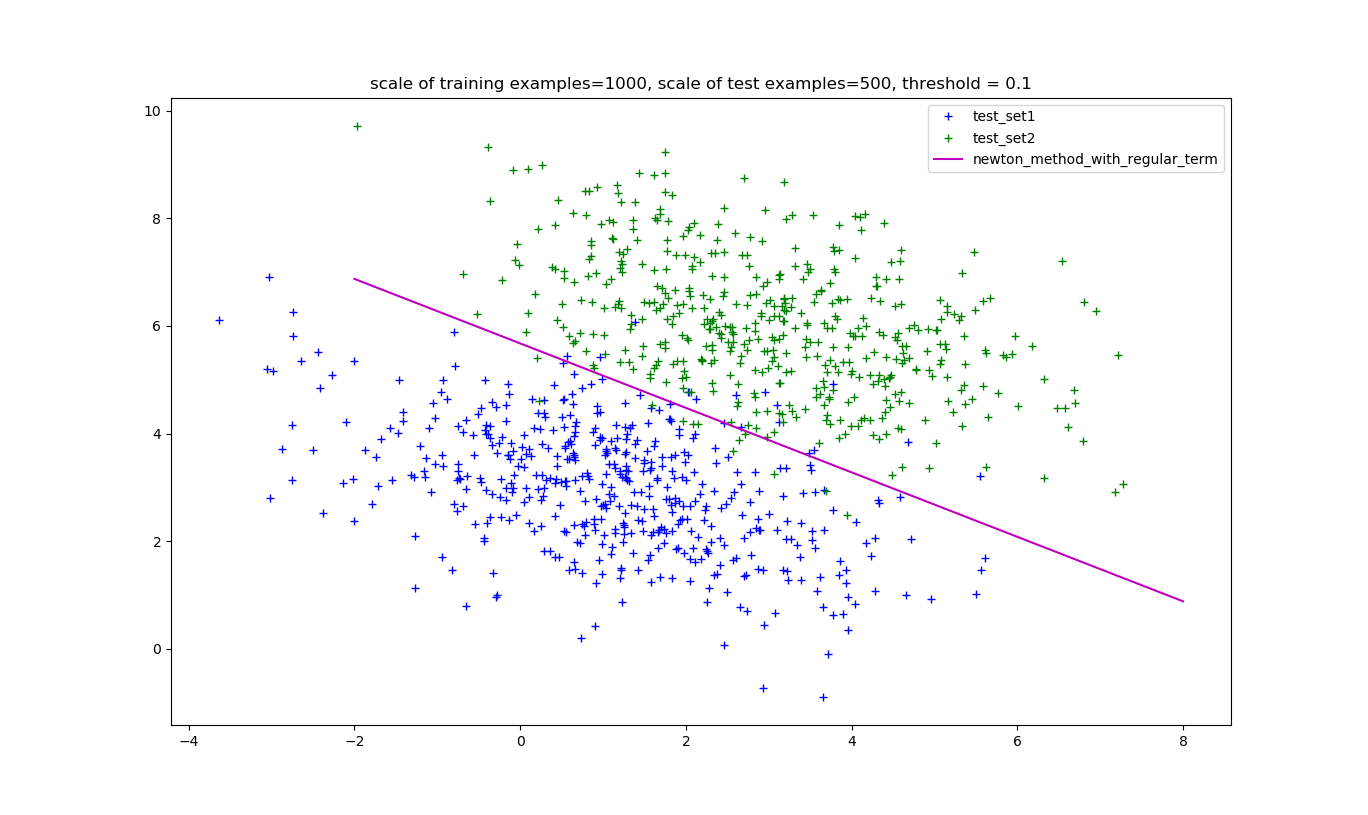 scale of training examples=1000, scale of test examples=500, threshold = 0.1
test_set1
test_set2
newton_method_with_regular_term
10
8
6
4
2
0
−4 −2 0 2 4 6 8